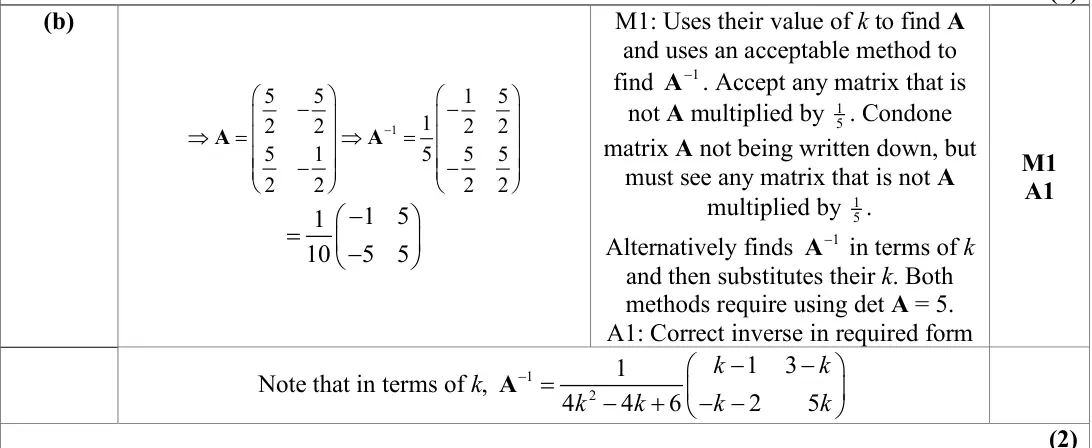 (b)
⇒ A = ( 5/2 −5/2 ; 5/2 −1/2 ) ⇒ A⁻¹ = 1/5 ( −1/2 5/2 ; −5/2 5/2 )
= 1/10 ( −1 5 ; −5 5 )
M1: Uses their value of k to find A
and uses an acceptable method to
find A⁻¹. Accept any matrix that is
not A multiplied by 1/5. Condone
matrix A not being written down, but
must see any matrix that is not A
multiplied by 1/5.
Alternatively finds A⁻¹ in terms of k
and then substitutes their k. Both
methods require using det A = 5.
A1: Correct inverse in required form
M1
A1
Note that in terms of k, A⁻¹ = 1/(4k² − 4k + 6) ( k − 1 3 − k ; −k − 2 5k )
(2)